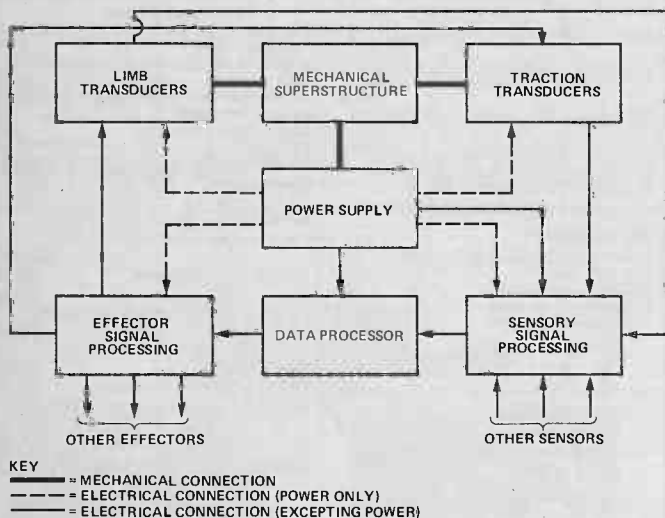 LIMB
TRANSDUCERS
MECHANICAL
SUPERSTRUCTURE
TRACTION
TRANSDUCERS
POWER SUPPLY
EFFECTOR
SIGNAL
PROCESSING
DATA PROCESSOR
SENSORY
SIGNAL
PROCESSING
OTHER EFFECTORS
OTHER SENSORS
KEY
= MECHANICAL CONNECTION
= ELECTRICAL CONNECTION (POWER ONLY)
= ELECTRICAL CONNECTION (EXCEPTING POWER)